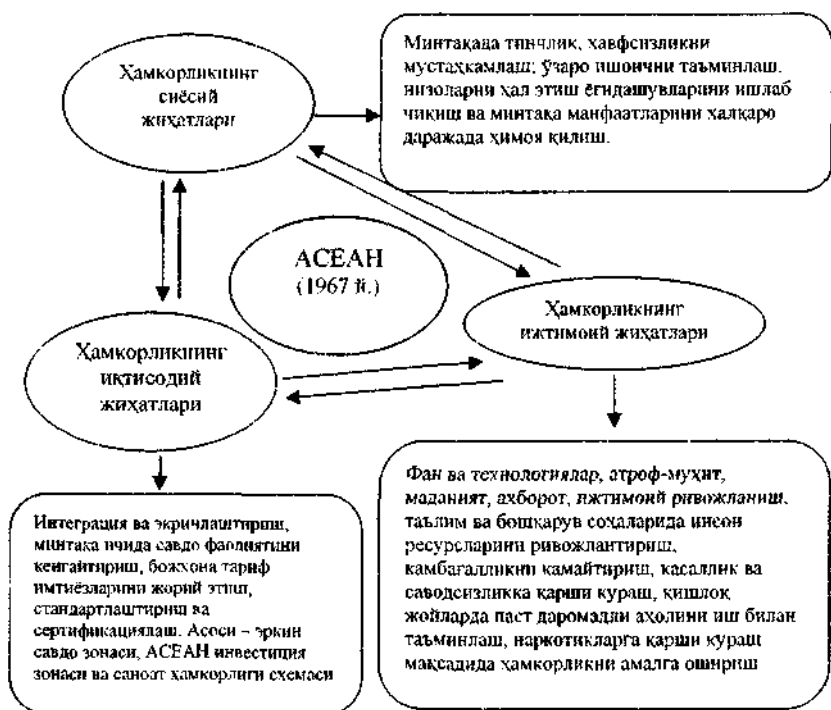 Ҳамкорликнинг
сиёсий
жиҳатлари
Минтақада тинчлик, хавфсизликни
мустаҳкамлаш; ўзаро ишончни таъминлаш,
низоларни ҳал этиш ёндашувларини ишлаб
чиқиш ва минтақа манфаатларини халқаро
даражада ҳимоя қилиш.
АСЕАН
(1967 й.)
Ҳамкорликнинг
ижтимоий жиҳатлари
Ҳамкорликнинг
иқтисодий
жиҳатлари
Интеграция ва эркинлаштириш,
минтақа ичида савдо фаолиятини
кенгайтириш, божхона тариф
имтиёзларини жорий этиш,
стандартлаштириш ва
сертификациялаш. Асоси – эркин
савдо зонаси, АСЕАН инвестиция
зонаси ва саноат ҳамкорлиги схемаси
Фан ва технологиялар, атроф-муҳит,
маданият, ахборот, ижтимоий ривожланиш,
таълим ва бошқарув соҳаларида инсон
ресурсларини ривожлантириш,
камбағалликни камайтириш, касаллик ва
саводсизликка қарши кураш, қишлоқ
жойларда паст даромадли аҳолини иш билан
таъминлаш, наркотикларга қарши кураш
мақсадида ҳамкорликни амалга ошириш